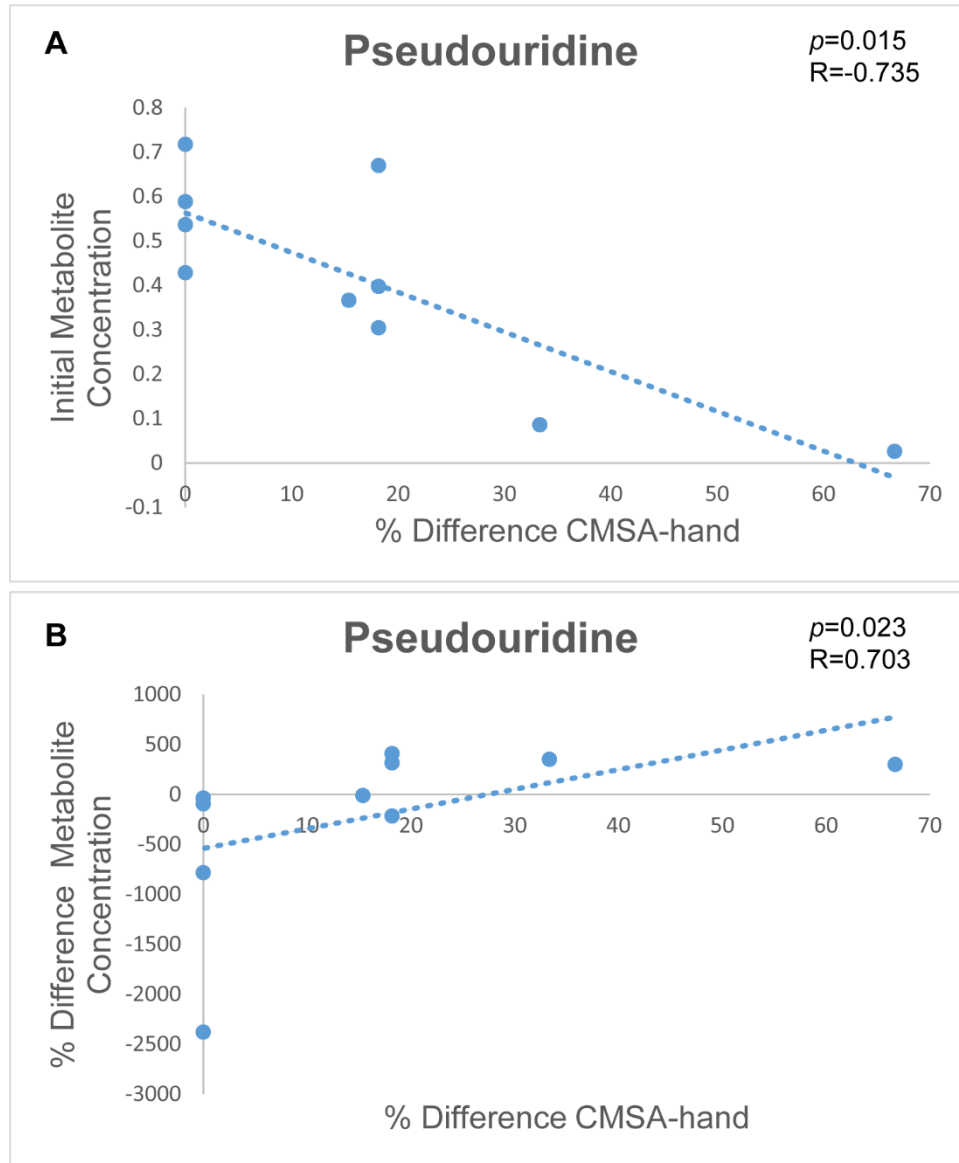 A
Pseudouridine
p=0.015
R=-0.735
Initial Metabolite
Concentration
0.8
0.7
0.6
0.5
0.4
0.3
0.2
0.1
0
-0.1
0 10 20 30 40 50 60 70
% Difference CMSA-hand
B
Pseudouridine
p=0.023
R=0.703
% Difference Metabolite
Concentration
1000
500
0
-500
-1000
-1500
-2000
-2500
-3000
0 10 20 30 40 50 60 70
% Difference CMSA-hand